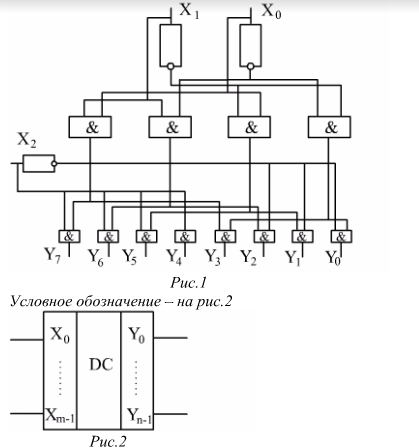 X1 X0
& & & &
X2
& & & & & & & &
Y7 Y6 Y5 Y4 Y3 Y2 Y1 Y0
Рис.1
Условное обозначение – на рис.2
X0 Y0
DC
Xm-1 Yn-1
Рис.2